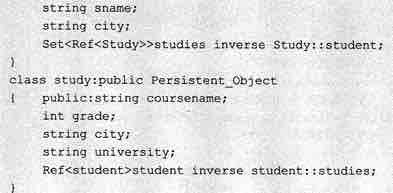 string sname;
string city;
Set<Ref<Study>>studies inverse Study::student;
}
class study:public Persistent_Object
{ public:string coursename;
int grade;
string city;
string university;
Ref<student>student inverse student::studies;
}